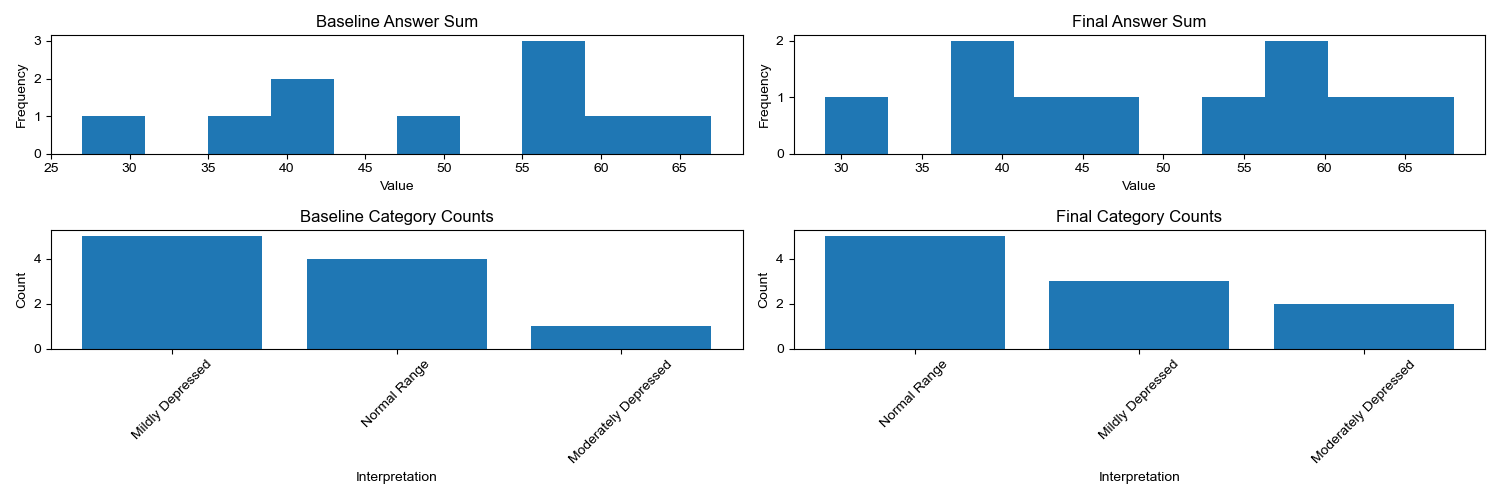 Baseline Answer Sum
Frequency
3
2
1
0
25 30 35 40 45 50 55 60 65
Value
Final Answer Sum
Frequency
2
1
0
30 35 40 45 50 55 60 65
Value
Baseline Category Counts
Count
4
2
0
Mildly Depressed
Normal Range
Moderately Depressed
Interpretation
Final Category Counts
Count
4
2
0
Normal Range
Mildly Depressed
Moderately Depressed
Interpretation